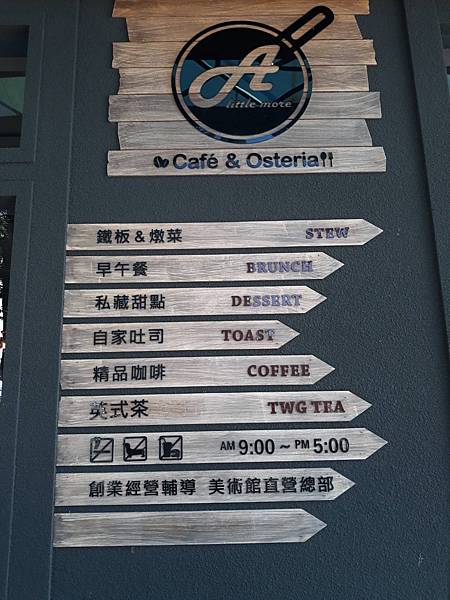 A
little more
Café & Osteria
鐵板&燉菜 STEW
早午餐 BRUNCH
私藏甜點 DESSERT
自家吐司 TOAST
精品咖啡 COFFEE
英式茶 TWG TEA
AM 9:00 ~ PM 5:00
創業經營輔導 美術館直營總部